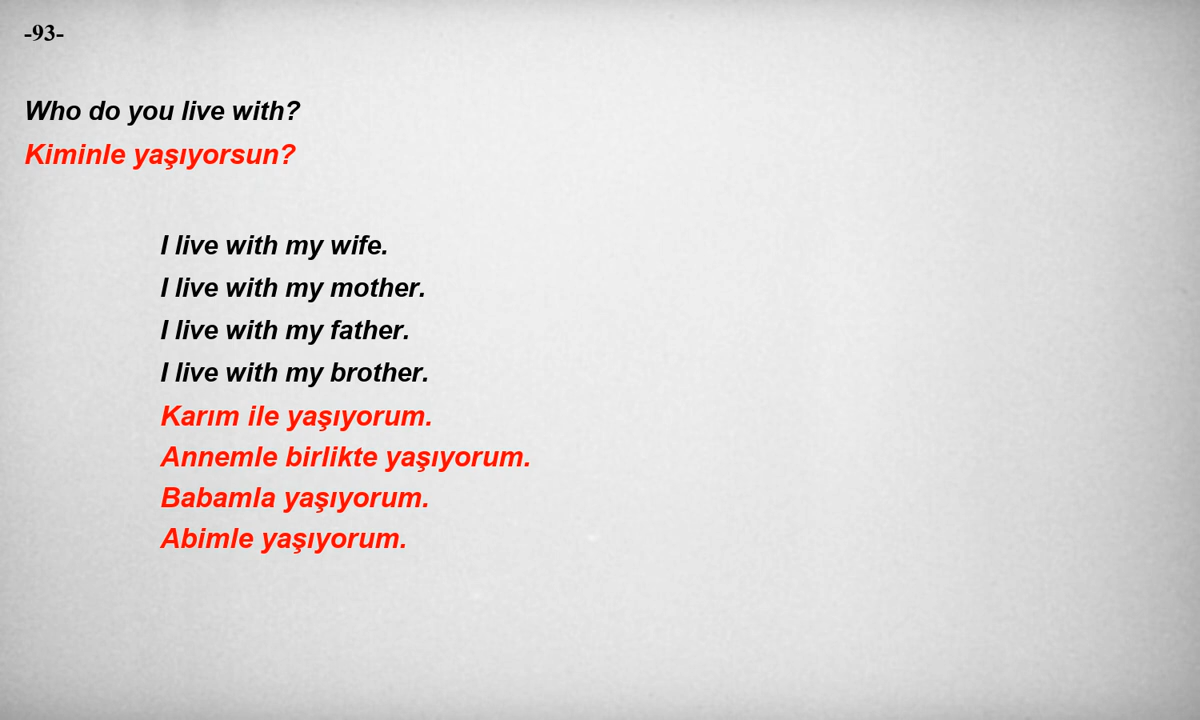 -93-
Who do you live with?
Kiminle yaşıyorsun?
I live with my wife.
I live with my mother.
I live with my father.
I live with my brother.
Karım ile yaşıyorum.
Annemle birlikte yaşıyorum.
Babamla yaşıyorum.
Abimle yaşıyorum.